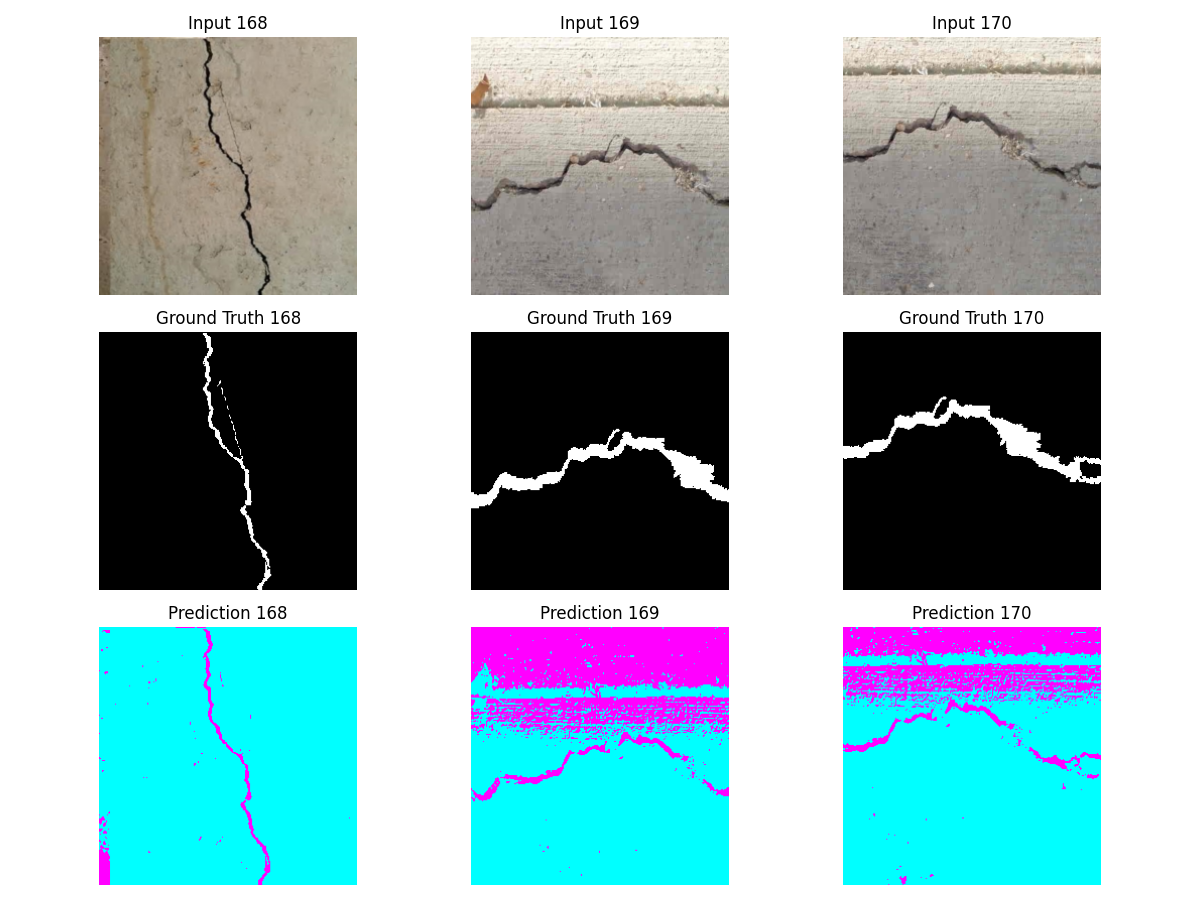 Input 168
Input 169
Input 170
Ground Truth 168
Ground Truth 169
Ground Truth 170
Prediction 168
Prediction 169
Prediction 170